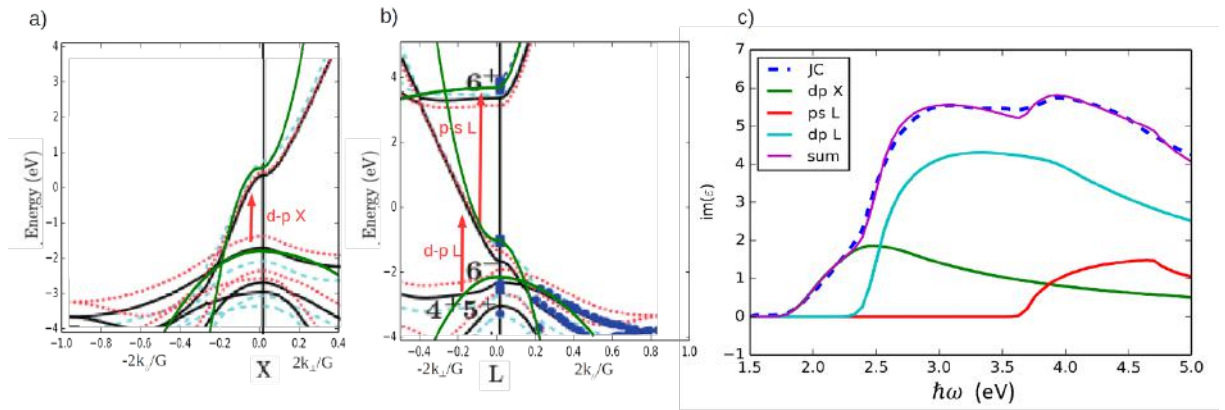 a)
Energy (eV)
4
3
2
1
0
-1
-2
-3
-4
d-p X
-1.0 -0.8 -0.6 -0.4 -0.2 0.0 0.2 0.4
-2k∥/G X 2k⊥/G
b)
Energy (eV)
4
2
0
-2
-4
6+
p-s L
d-p L
6-
4+5+
-0.4 -0.2 0.0 0.2 0.4 0.6 0.8 1.0
-2k⊥/G L 2k∥/G
c)
im(ε)
7
6
5
4
3
2
1
0
-1
JC
dp X
ps L
dp L
sum
1.5 2.0 2.5 3.0 3.5 4.0 4.5 5.0
ħω (eV)